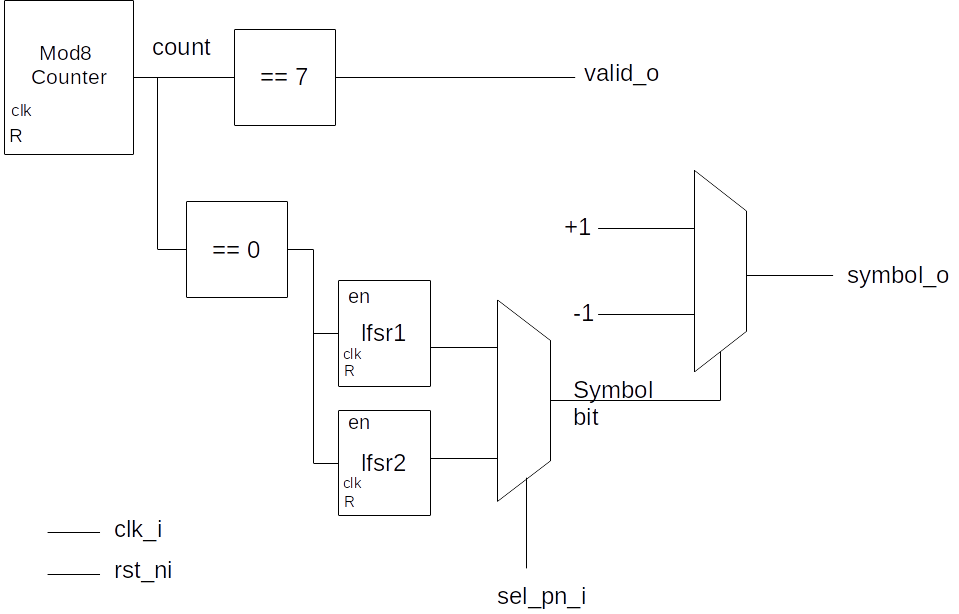 Mod8
Counter
clk
R
count
== 7
valid_o
== 0
en
lfsr1
clk
R
en
lfsr2
clk
R
+1
-1
symbol_o
Symbol
bit
sel_pn_i
clk_i
rst_ni